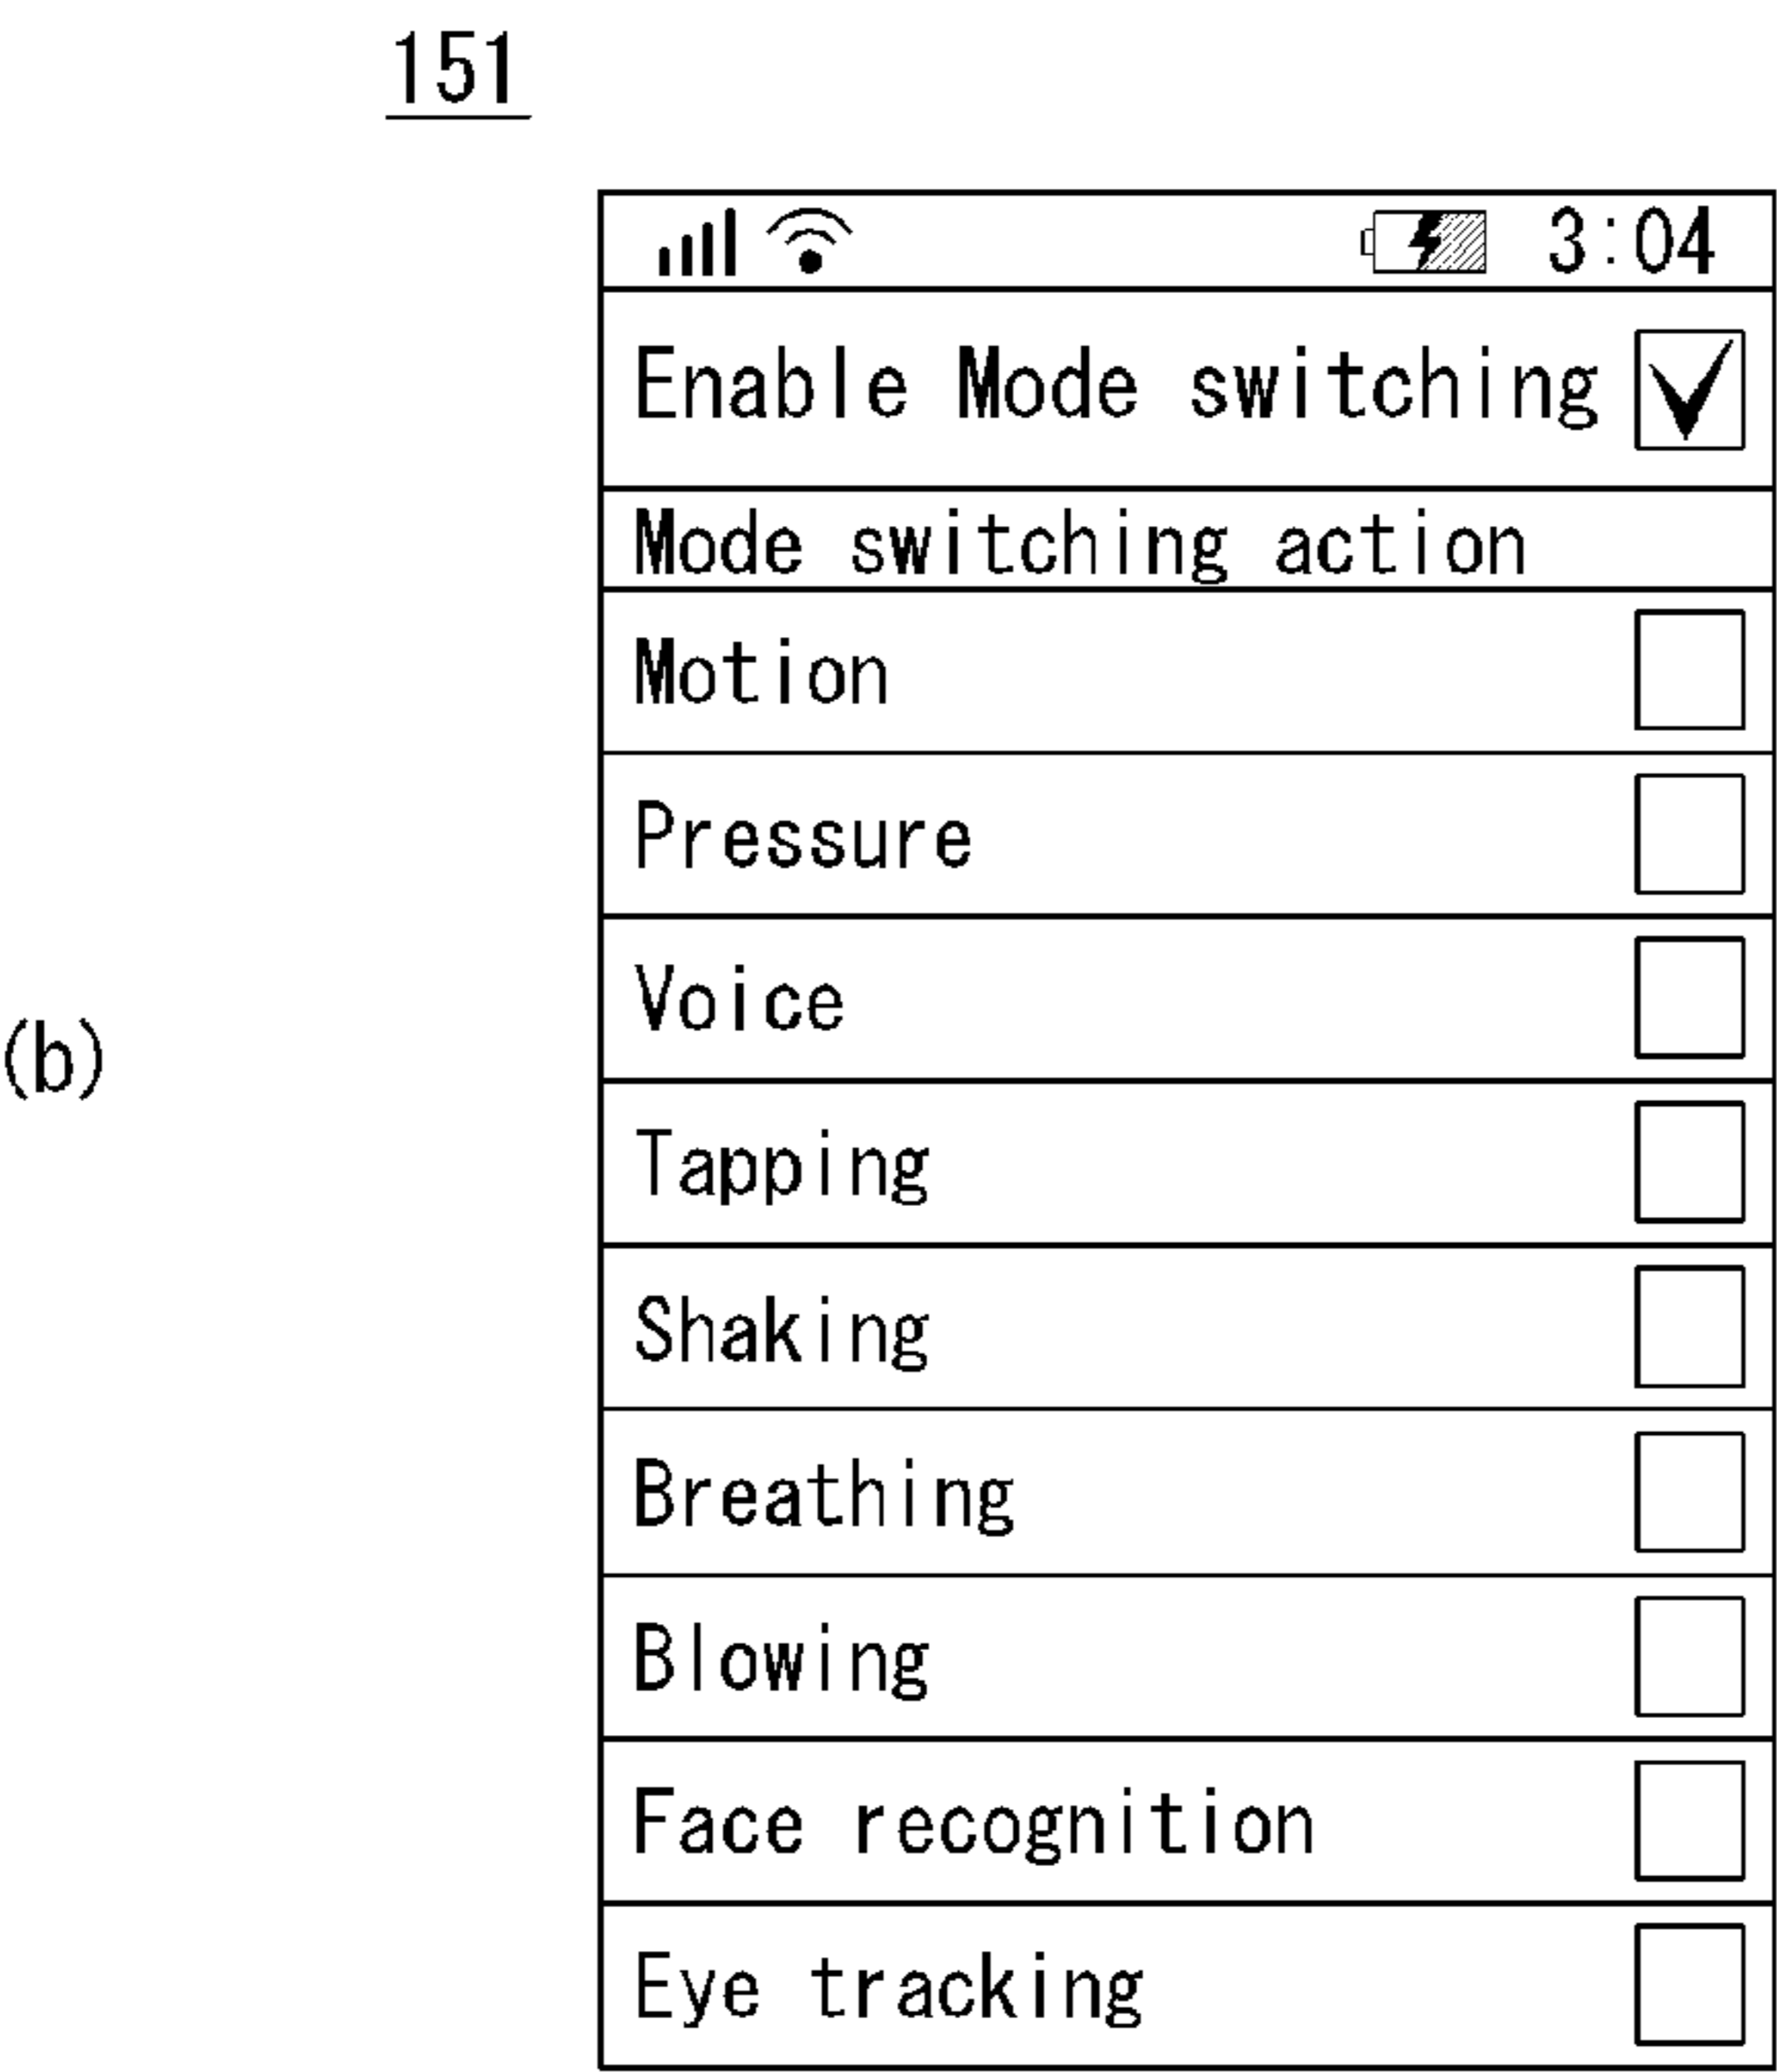 151
3:04
Enable Mode switching
Mode switching action
Motion
Pressure
Voice
(b)
Tapping
Shaking
Breathing
Blowing
Face recognition
Eye tracking